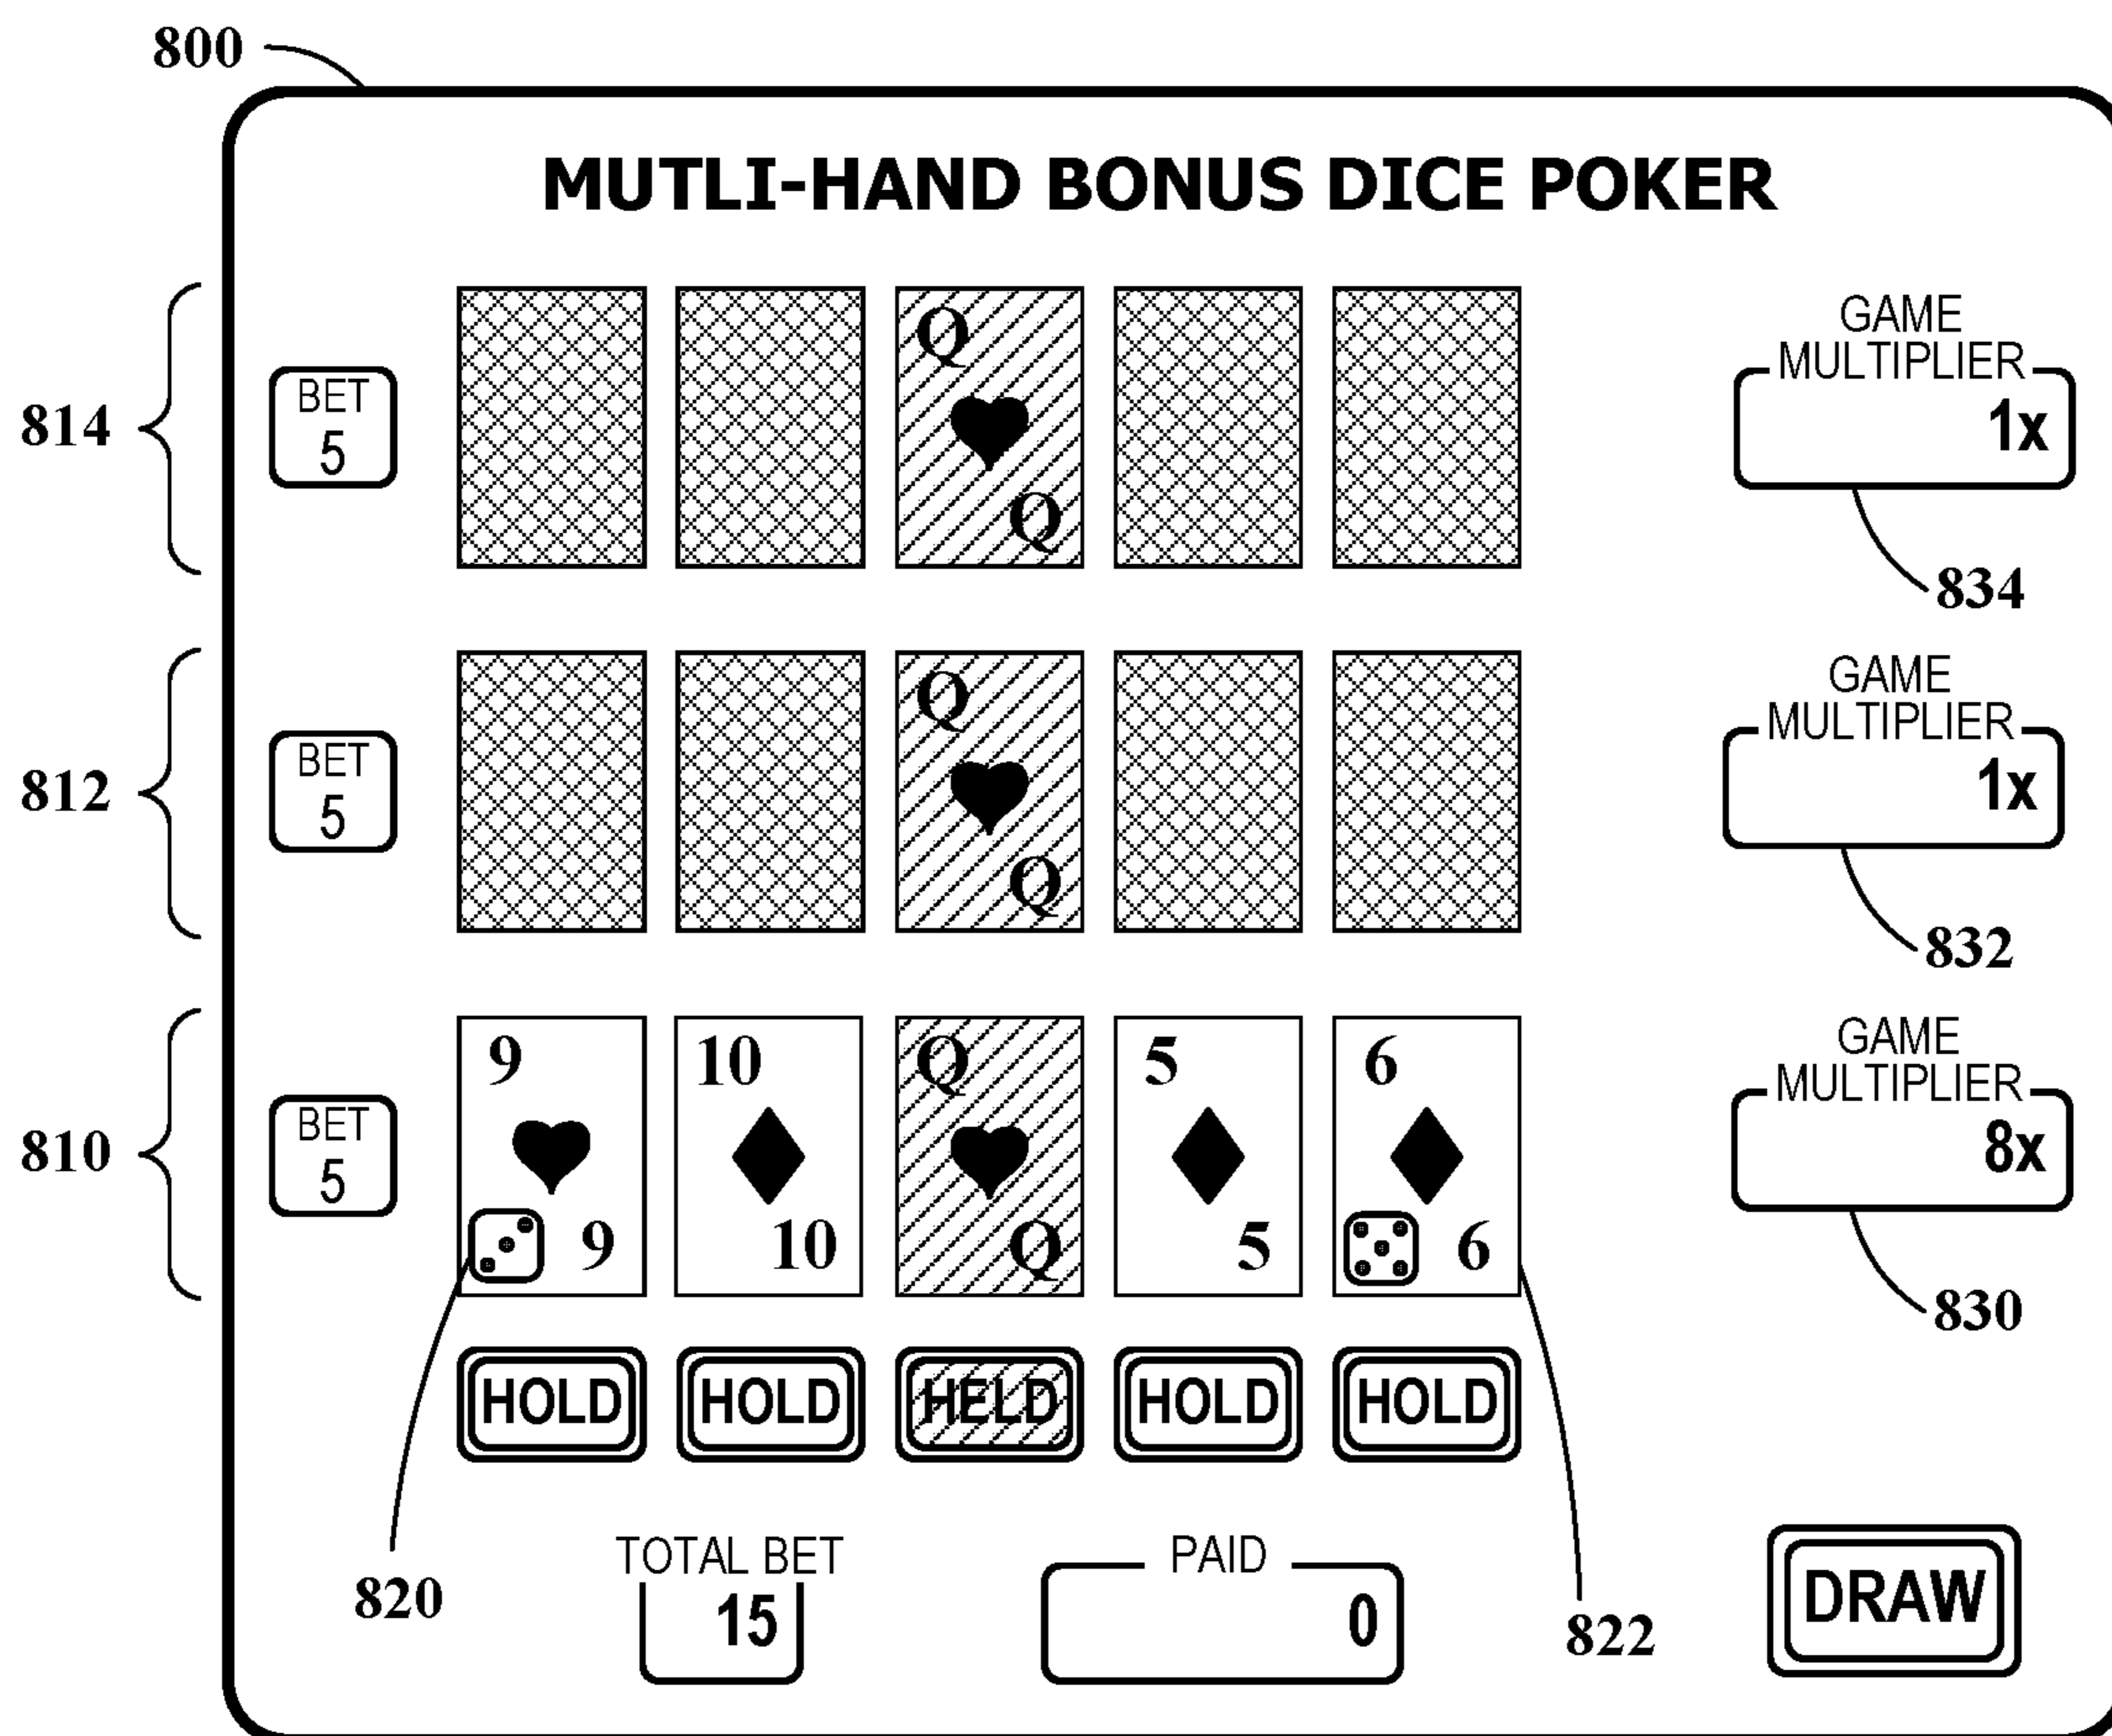 800
MUTLI-HAND BONUS DICE POKER
814
BET
5
Q
Q
GAME
MULTIPLIER
1x
834
812
BET
5
Q
Q
GAME
MULTIPLIER
1x
832
810
BET
5
9
9
10
10
Q
Q
5
5
6
6
GAME
MULTIPLIER
8x
830
HOLD HOLD HELD HOLD HOLD
820
TOTAL BET
15
PAID
0
822
DRAW